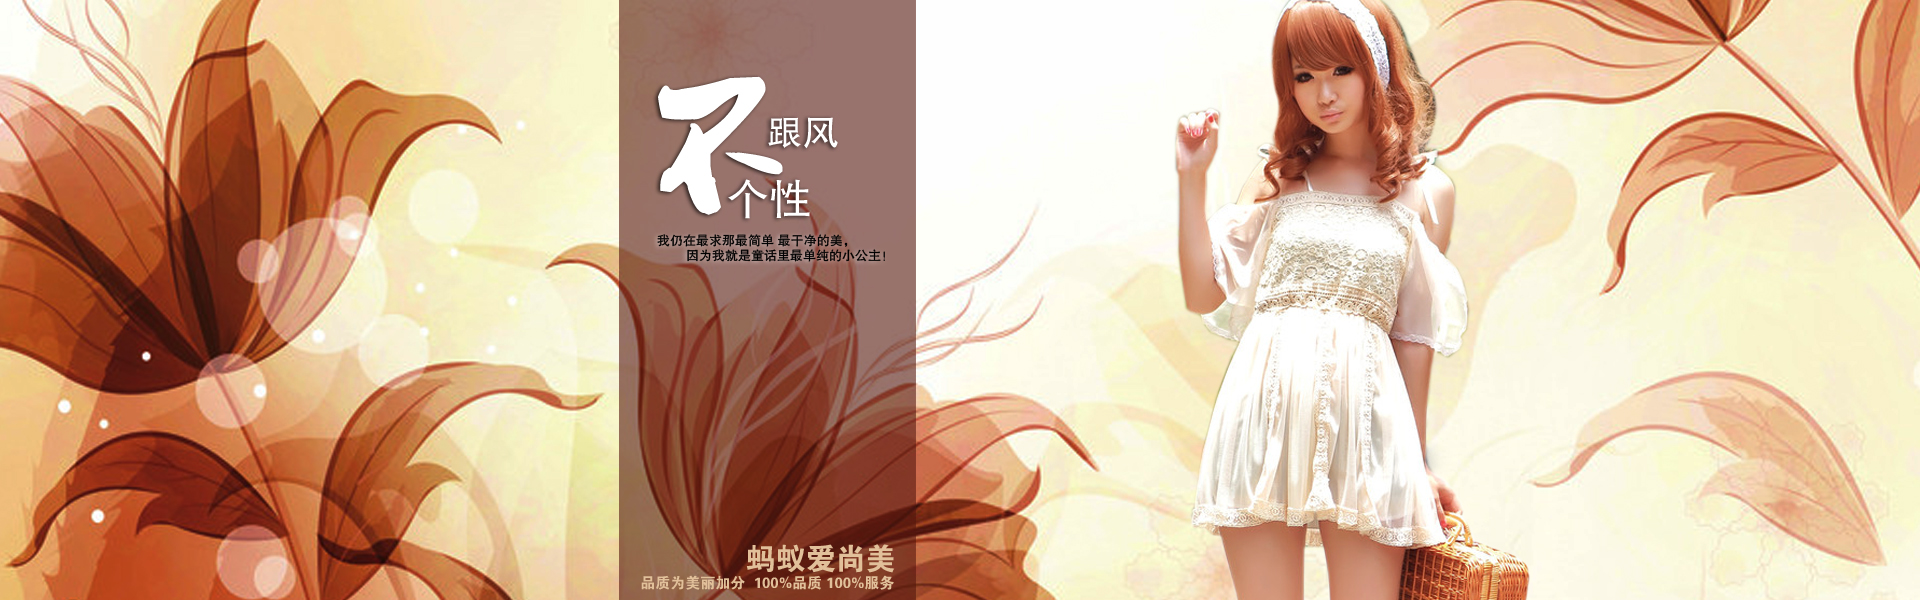 不跟风
个性
我仍在最求那最简单 最干净的美,
因为我就是童话里最单纯的小公主!
蚂蚁爱尚美
品质为美丽加分 100%品质 100%服务